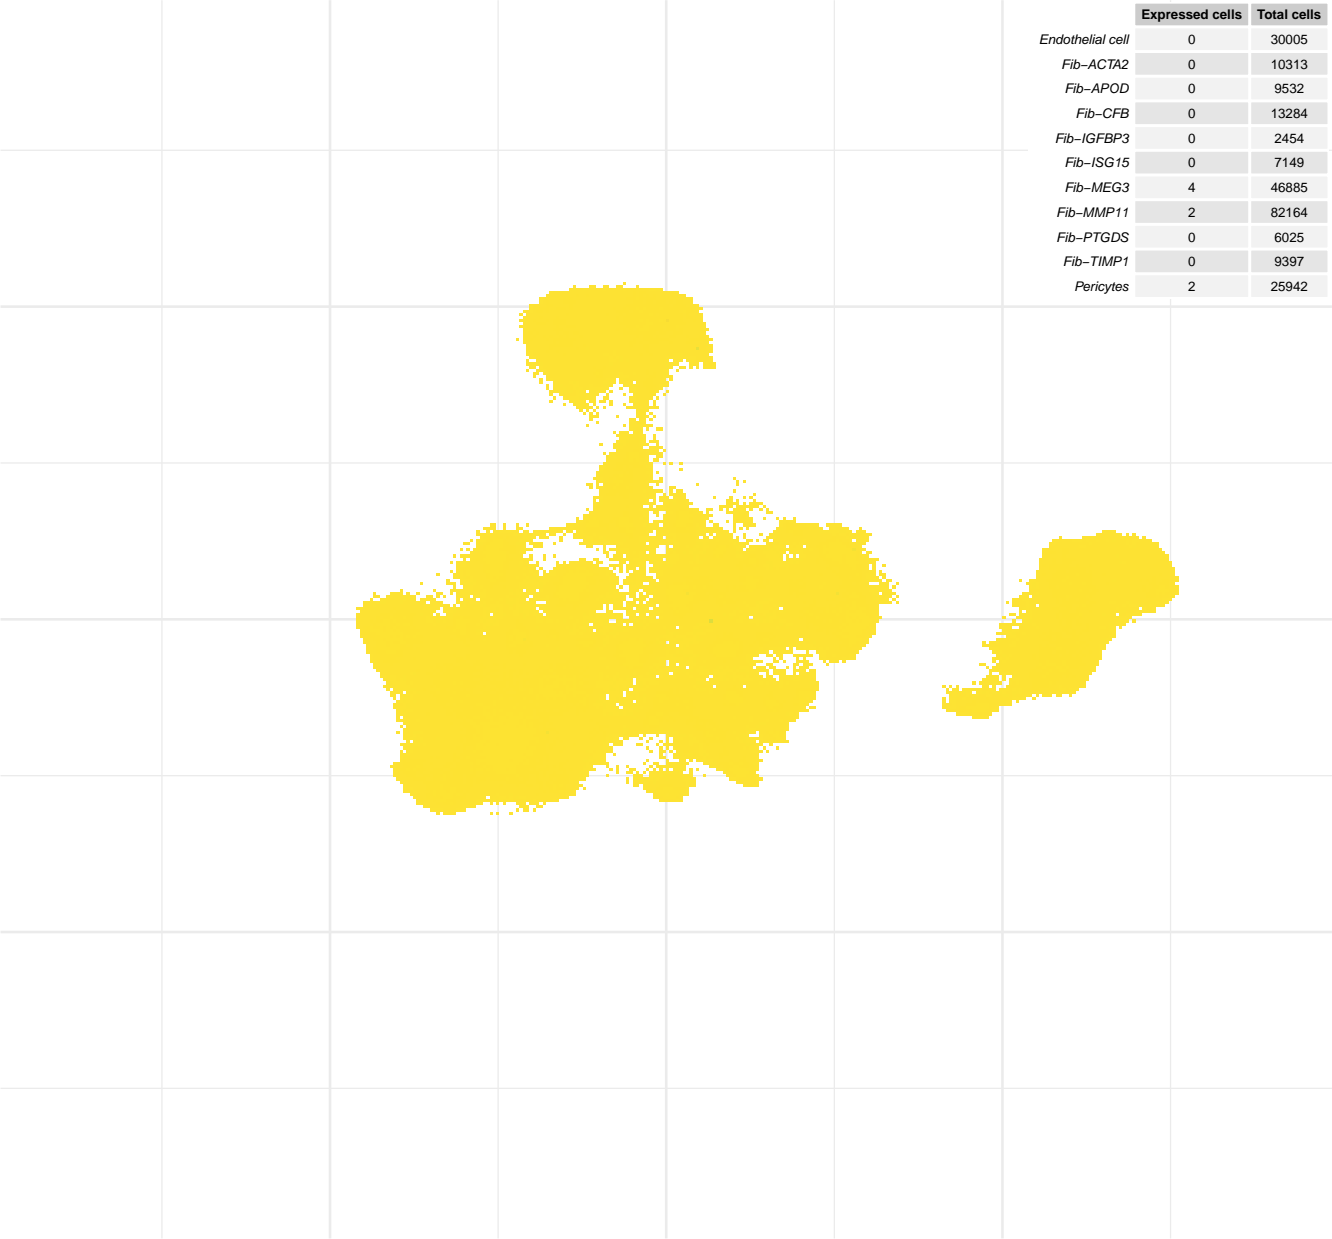 Expressed cells Total cells
Endothelial cell 0 30005
Fib−ACTA2 0 10313
Fib−APOD 0 9532
Fib−CFB 0 13284
Fib−IGFBP3 0 2454
Fib−ISG15 0 7149
Fib−MEG3 4 46885
Fib−MMP11 2 82164
Fib−PTGDS 0 6025
Fib−TIMP1 0 9397
Pericytes 2 25942